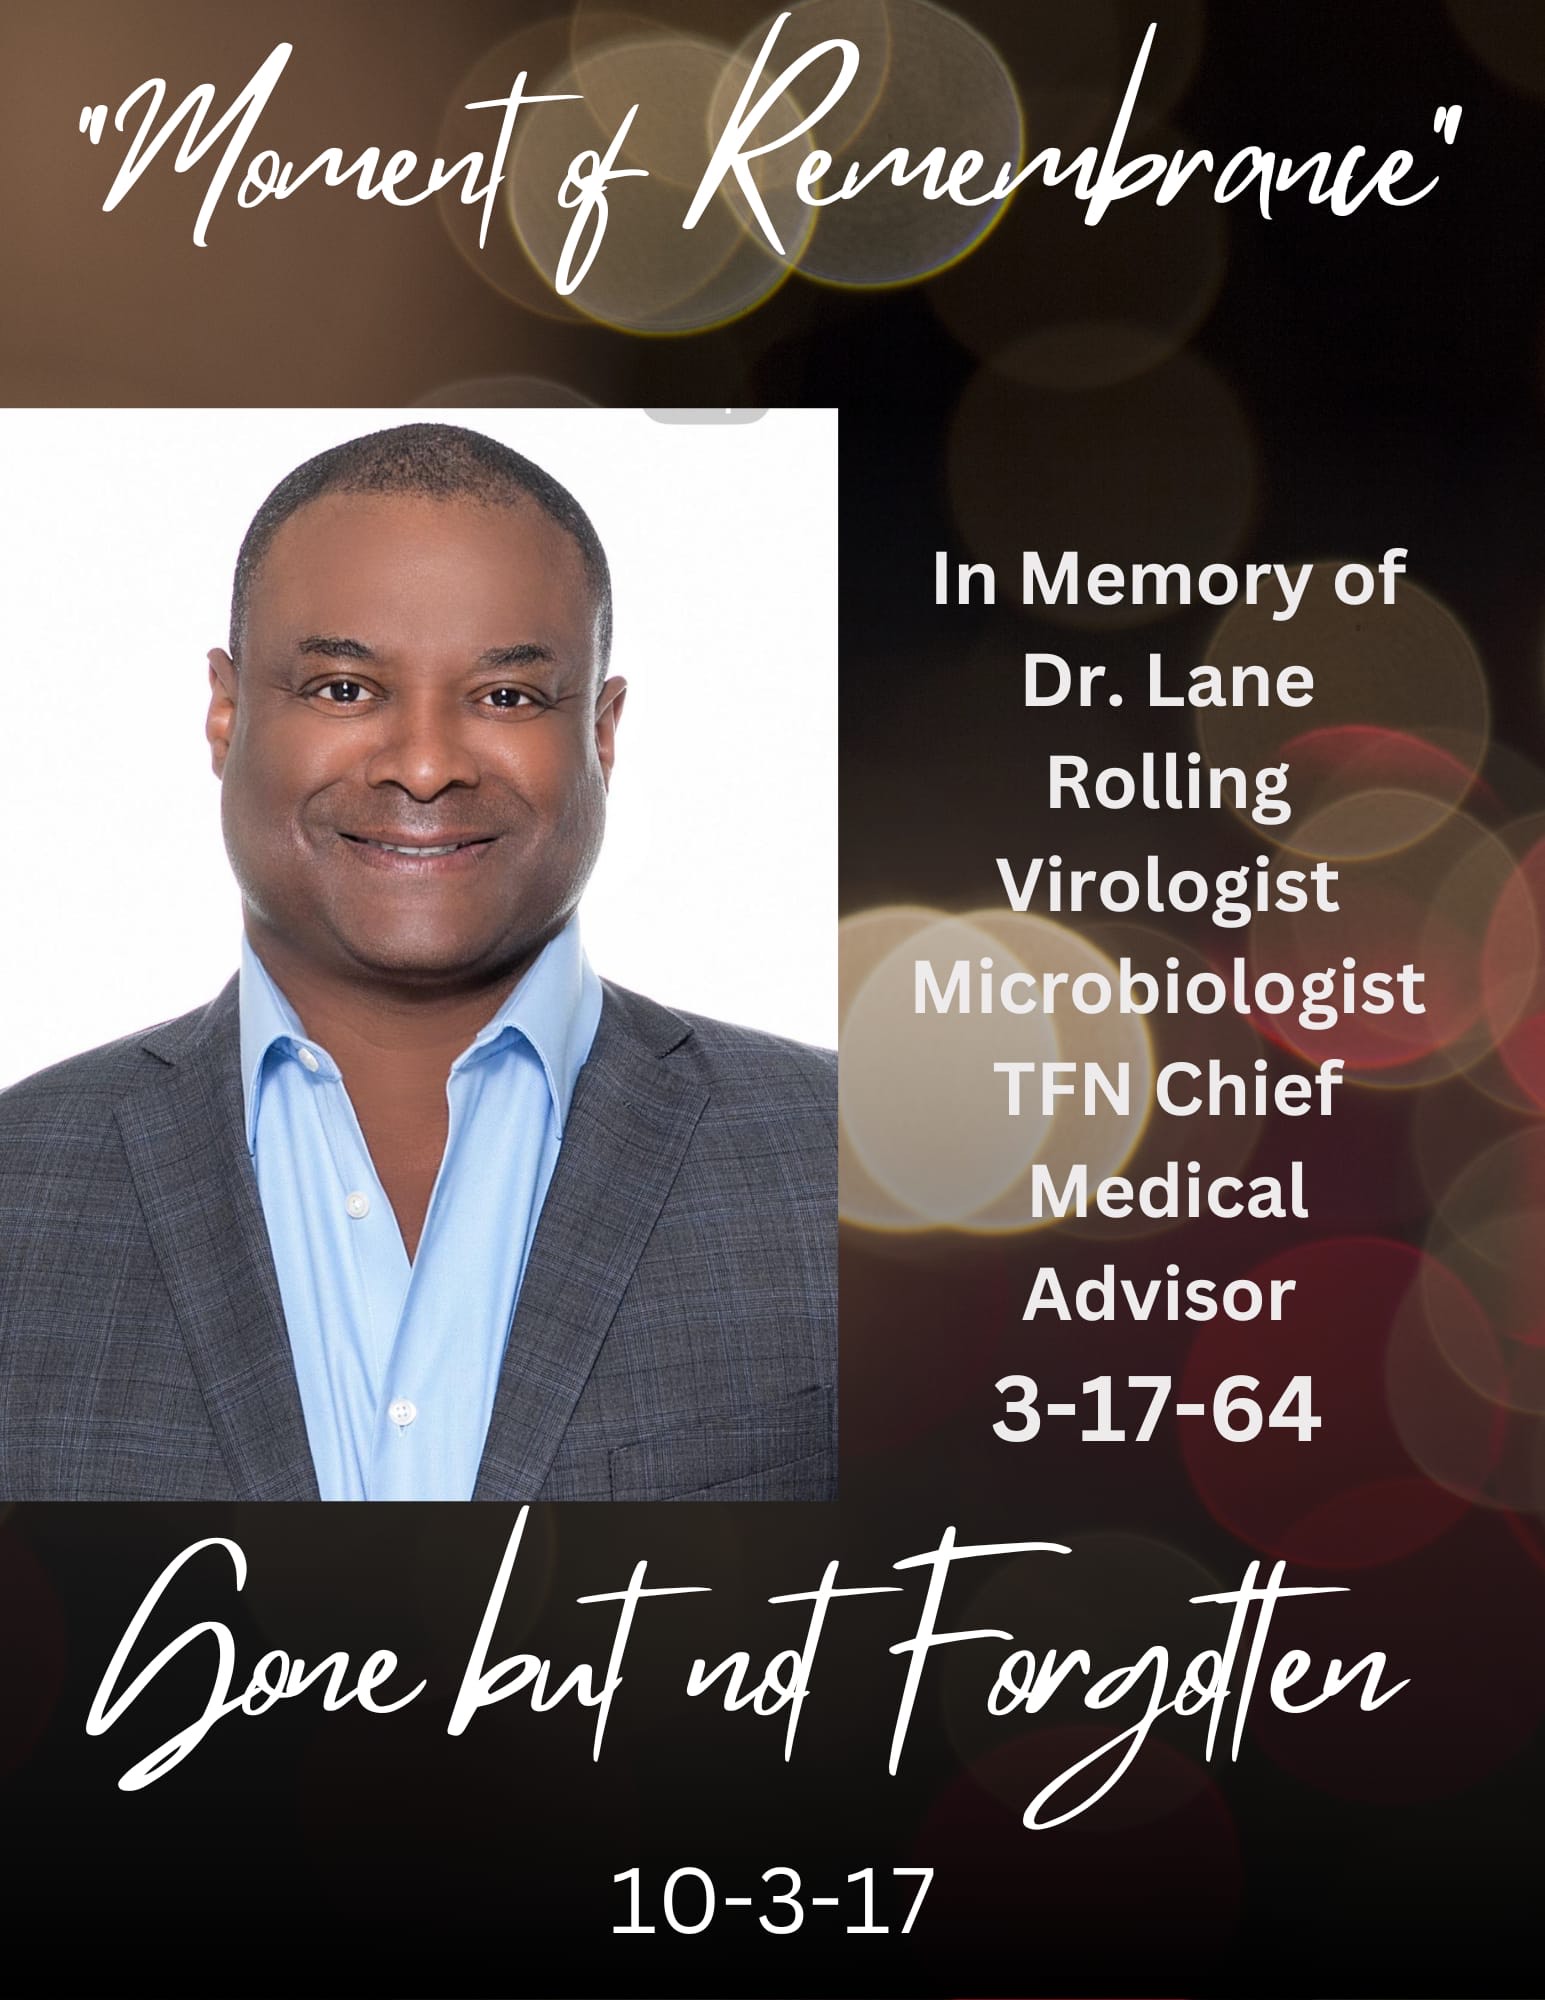 "Moment of Remembrance"
In Memory of
Dr. Lane
Rolling
Virologist
Microbiologist
TFN Chief
Medical
Advisor
3-17-64
Gone but not Forgotten
10-3-17